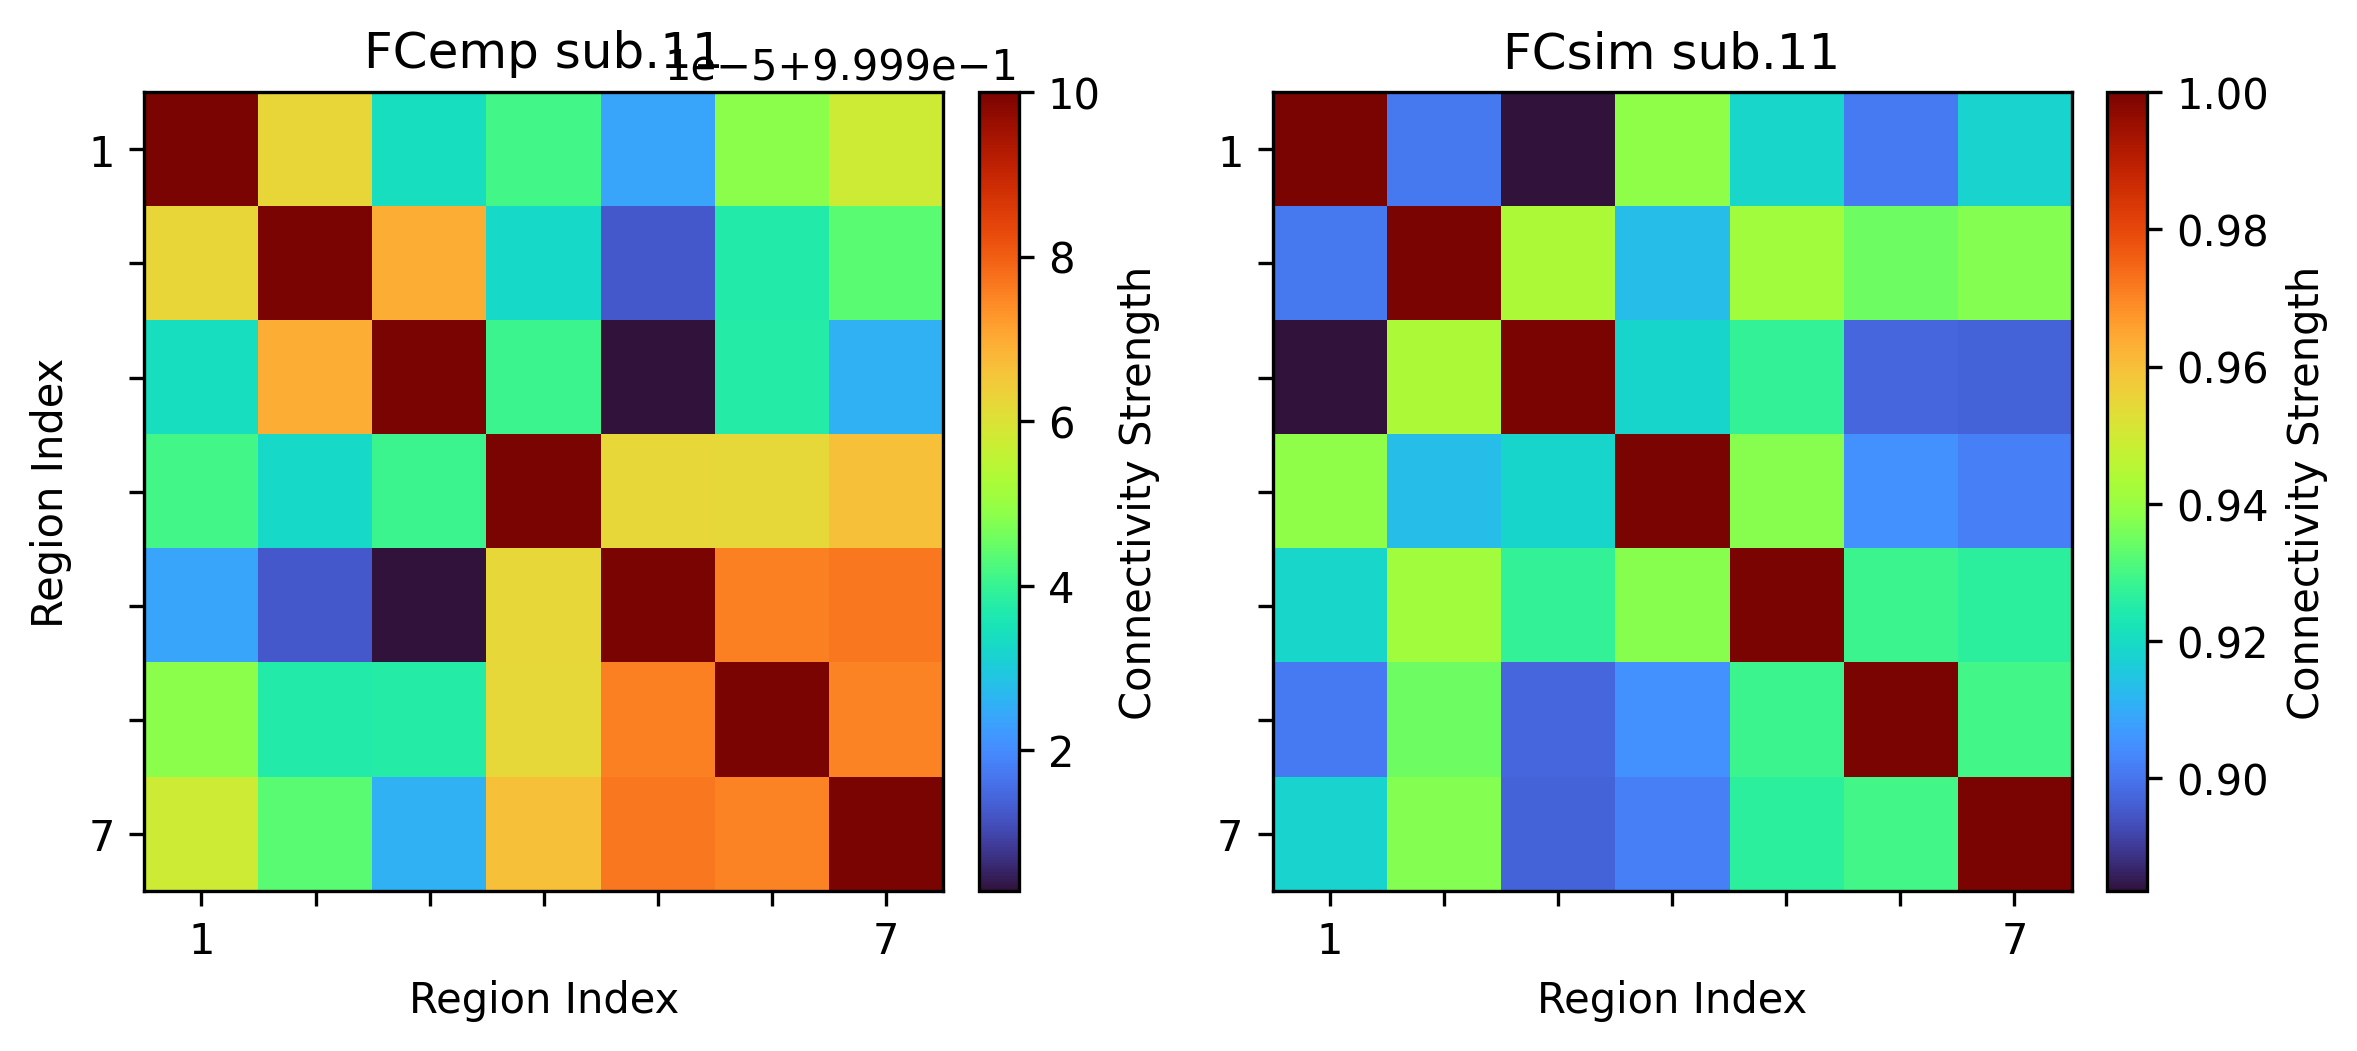 FCemp sub.11
1e−5+9.999e−1
1
7
Region Index
1
7
Region Index
10
8
6
4
2
Connectivity Strength
FCsim sub.11
1
7
1
7
Region Index
1.00
0.98
0.96
0.94
0.92
0.90
Connectivity Strength